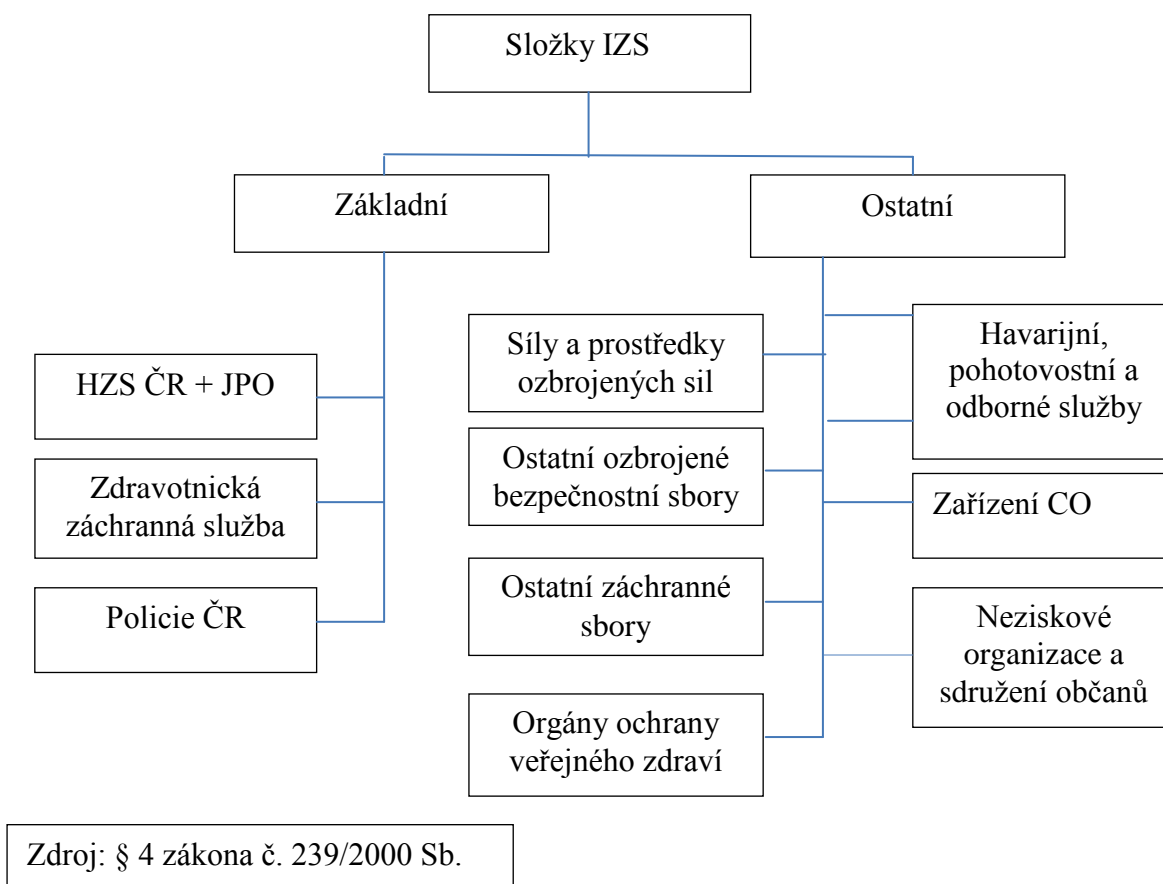 Složky IZS
Základní
Ostatní
HZS ČR + JPO
Zdravotnická
záchranná služba
Policie ČR
Síly a prostředky
ozbrojených sil
Ostatní ozbrojené
bezpečnostní sbory
Ostatní záchranné
sbory
Orgány ochrany
veřejného zdraví
Havarijní,
pohotovostní a
odborné služby
Zařízení CO
Neziskové
organizace a
sdružení občanů
Zdroj: § 4 zákona č. 239/2000 Sb.